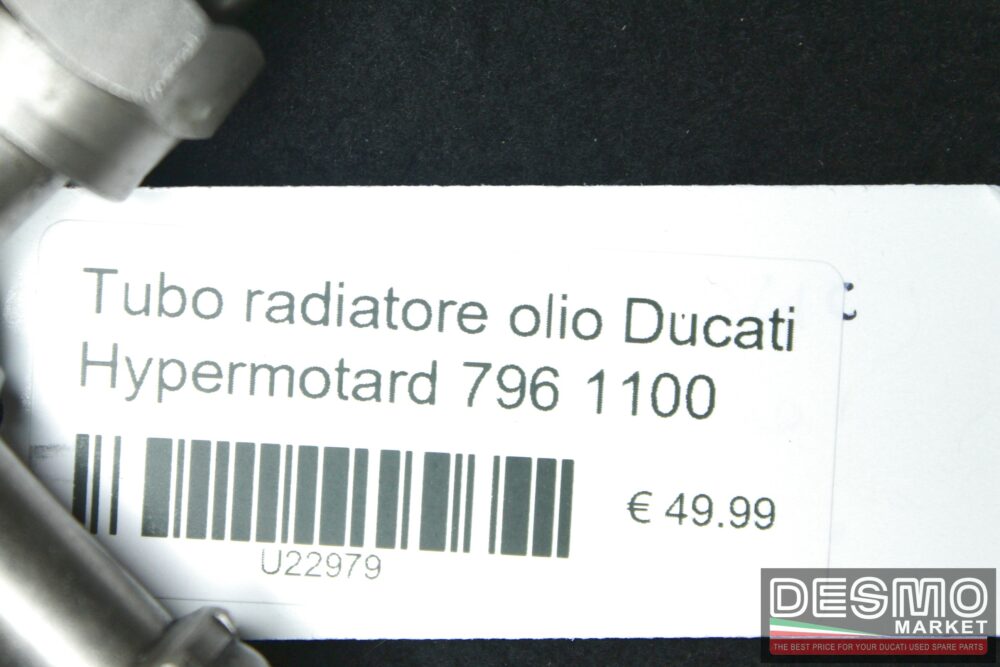 Tubo radiatore olio Ducati
Hypermotard 796 1100
€ 49.99
U22979
DESMO
MARKET
THE BEST PRICE FOR YOUR DUCATI USED SPARE PARTS